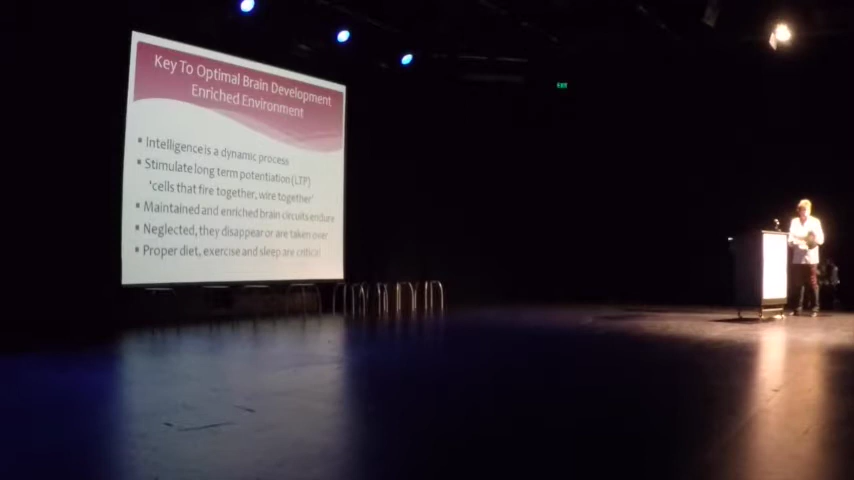 Key To Optimal Brain Development
Enriched Environment
▪ Intelligence is a dynamic process
▪ Stimulate long term potentiation (LTP)
'cells that fire together, wire together'
▪ Maintained and enriched brain circuits endure
▪ Neglected, they disappear or are taken over
▪ Proper diet, exercise and sleep are critical
EXIT